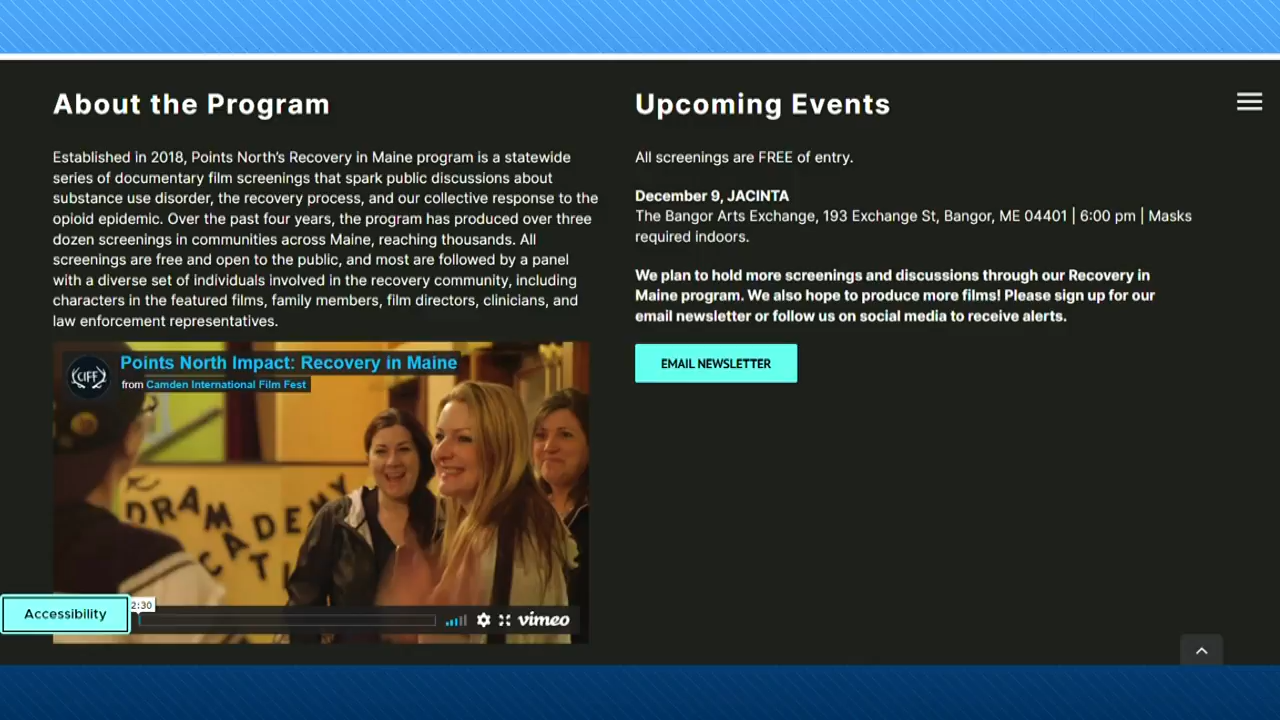 About the Program
Established in 2018, Points North's Recovery in Maine program is a statewide
series of documentary film screenings that spark public discussions about
substance use disorder, the recovery process, and our collective response to the
opioid epidemic. Over the past four years, the program has produced over three
dozen screenings in communities across Maine, reaching thousands. All
screenings are free and open to the public, and most are followed by a panel
with a diverse set of individuals involved in the recovery community, including
characters in the featured films, family members, film directors, clinicians, and
law enforcement representatives.
CIFF
Points North Impact: Recovery in Maine
from Camden International Film Fest
DRAM
ACADEMY
Accessibility
2:30
vimeo
Upcoming Events
All screenings are FREE of entry.
December 9, JACINTA
The Bangor Arts Exchange, 193 Exchange St, Bangor, ME 04401 | 6:00 pm | Masks
required indoors.
We plan to hold more screenings and discussions through our Recovery in
Maine program. We also hope to produce more films! Please sign up for our
email newsletter or follow us on social media to receive alerts.
EMAIL NEWSLETTER